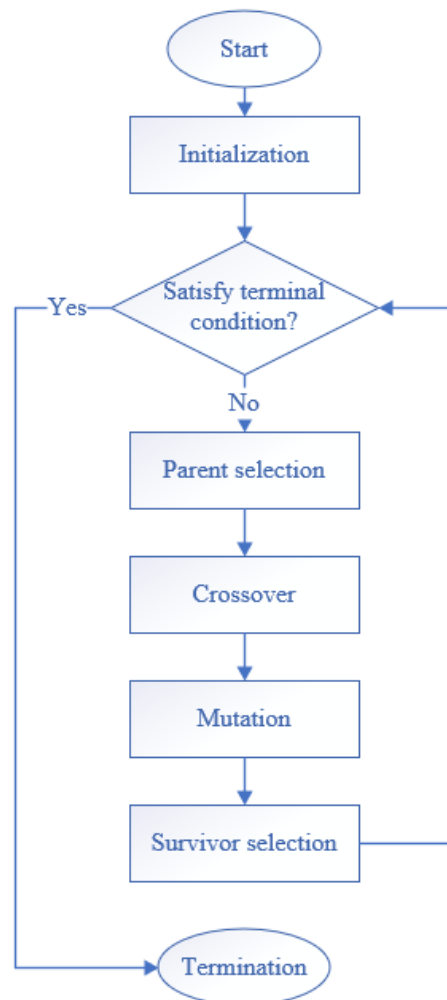 Start
Initialization
Satisfy terminal
condition?
Yes
No
Parent selection
Crossover
Mutation
Survivor selection
Termination